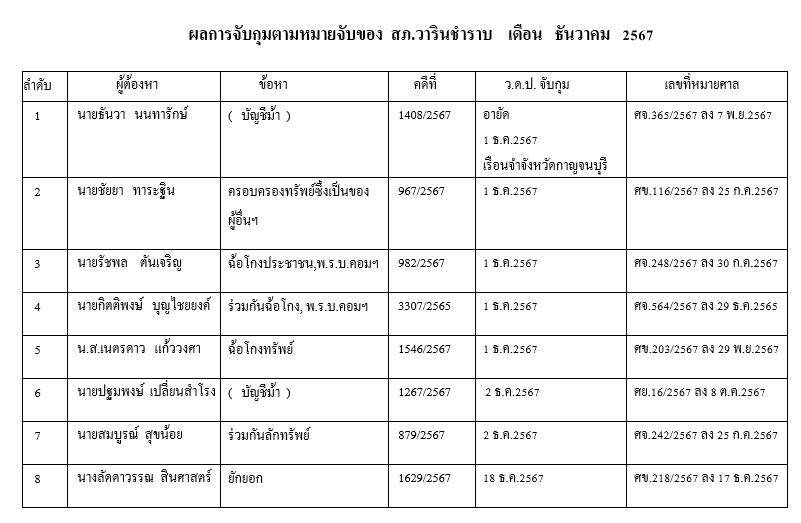 ผลการจับกุมตามหมายจับของ สภ.วารินชำราบ เดือน ธันวาคม 2567
ลำดับ ผู้ต้องหา ข้อหา คดีที่ ว.ด.ป. จับกุม เลขที่หมายศาล
1 นายธันวา นนทารักษ์ ( บัญชีม้า ) 1408/2567 อายัด ศจ.365/2567 ลง 7 พ.ย.2567
1 ธ.ค.2567
เรือนจำจังหวัดกาญจนบุรี
2 นายชัยยา ทาระฐิน ครอบครองทรัพย์ซึ่งเป็นของ 967/2567 1 ธ.ค.2567 ศข.116/2567 ลง 25 ก.ค.2567
ผู้อื่นฯ
3 นายรัชพล ตันเจริญ ฉ้อโกงประชาชน,พ.ร.บ.คอมฯ 982/2567 1 ธ.ค.2567 ศจ.248/2567 ลง 30 ก.ค.2567
4 นายกิตติพงษ์ บุญไชยยงค์ ร่วมกันฉ้อโกง, พ.ร.บ.คอมฯ 3307/2565 1 ธ.ค.2567 ศจ.564/2567 ลง 29 ธ.ค.2565
5 น.ส.เนตรดาว แก้ววงศา ฉ้อโกงทรัพย์ 1546/2567 1 ธ.ค.2567 ศข.203/2567 ลง 29 พ.ย.2567
6 นายปฐมพงษ์ เปลี่ยนสำโรง ( บัญชีม้า ) 1267/2567 2 ธ.ค.2567 ศย.16/2567 ลง 8 ต.ค.2567
7 นายสมบูรณ์ สุขน้อย ร่วมกันลักทรัพย์ 879/2567 2 ธ.ค.2567 ศจ.242/2567 ลง 25 ก.ค.2567
8 นางลัดดาวรรณ สินศาสตร์ ยักยอก 1629/2567 18 ธ.ค.2567 ศข.218/2567 ลง 17 ธ.ค.2567